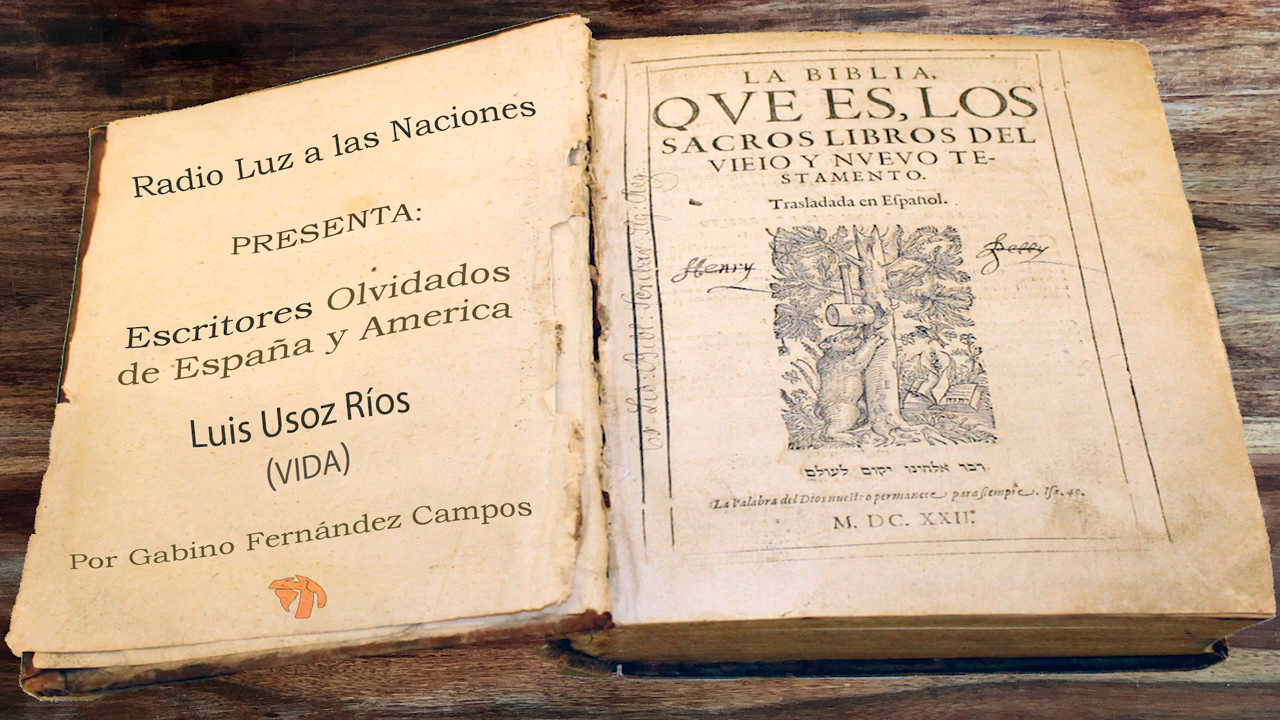 Radio Luz a las Naciones
PRESENTA:
Escritores Olvidados
de España y America
Luis Usoz Ríos
(VIDA)
Por Gabino Fernández Campos
LA BIBLIA,
QVE ES, LOS
SACROS LIBROS DEL
VIEIO Y NVEVO TE-
STAMENTO.
Trasladada en Español.
Henry
דבר אלהינו יקום לעולם
La Palabra del Dios nuestro permanece para siempre. Isa. 40.
M. DC. XXII.